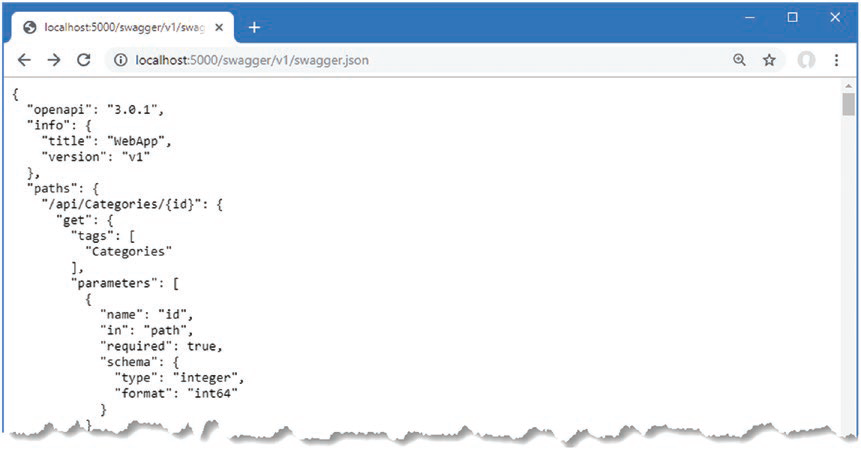 localhost:5000/swagger/v1/swag
localhost:5000/swagger/v1/swagger.json
{
  "openapi": "3.0.1",
  "info": {
    "title": "WebApp",
    "version": "v1"
  },
  "paths": {
    "/api/Categories/{id}": {
      "get": {
        "tags": [
          "Categories"
        ],
        "parameters": [
          {
            "name": "id",
            "in": "path",
            "required": true,
            "schema": {
              "type": "integer",
              "format": "int64"
            }
          }